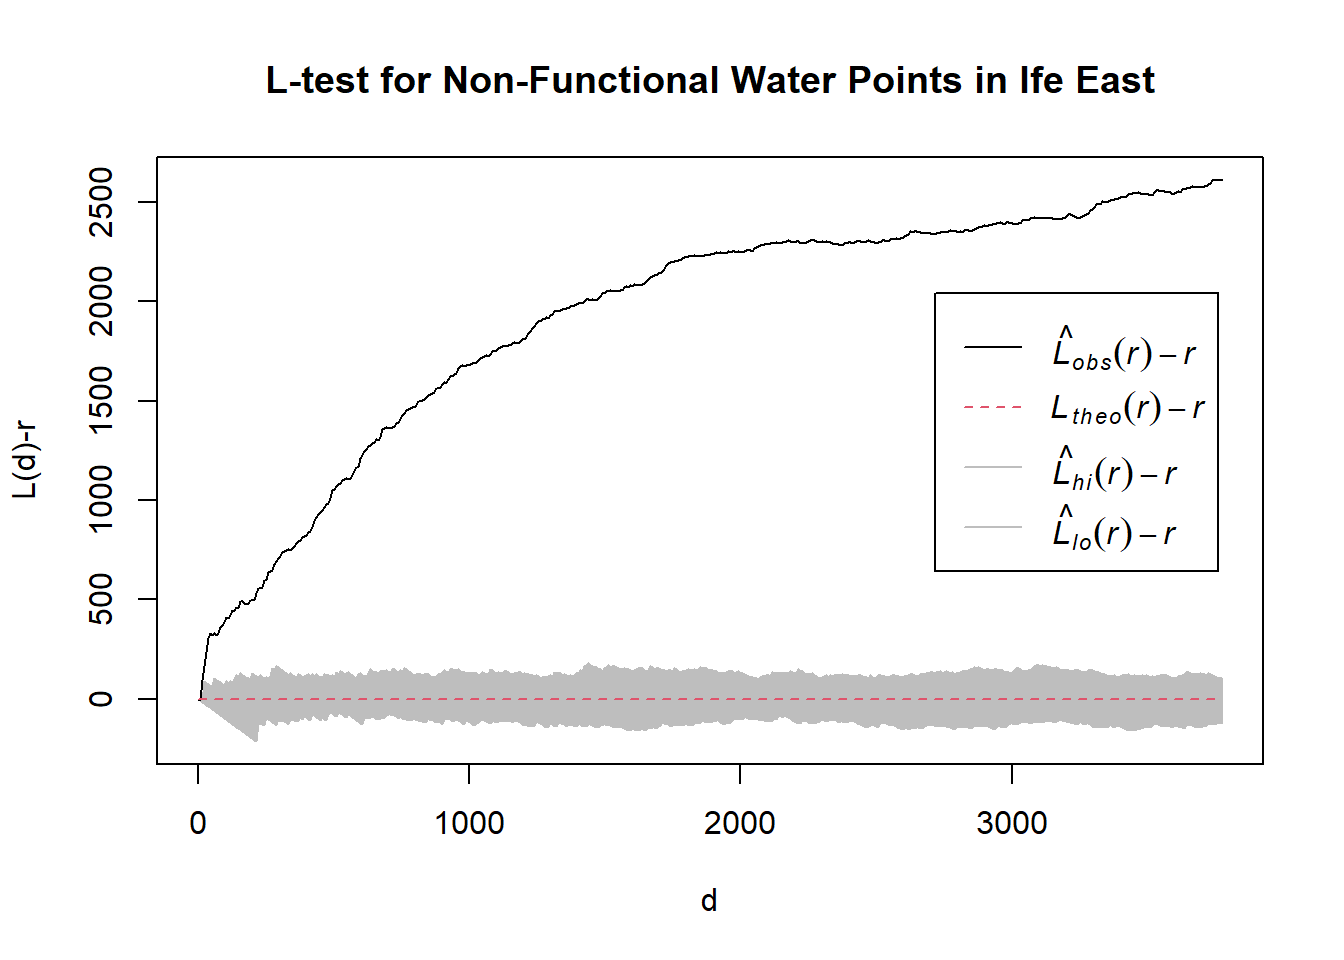 L-test for Non-Functional Water Points in Ife East
L(d)-r
2500
2000
1500
1000
500
0
L̂obs(r) − r
Ltheo(r) − r
L̂hi(r) − r
L̂lo(r) − r
0 1000 2000 3000
d